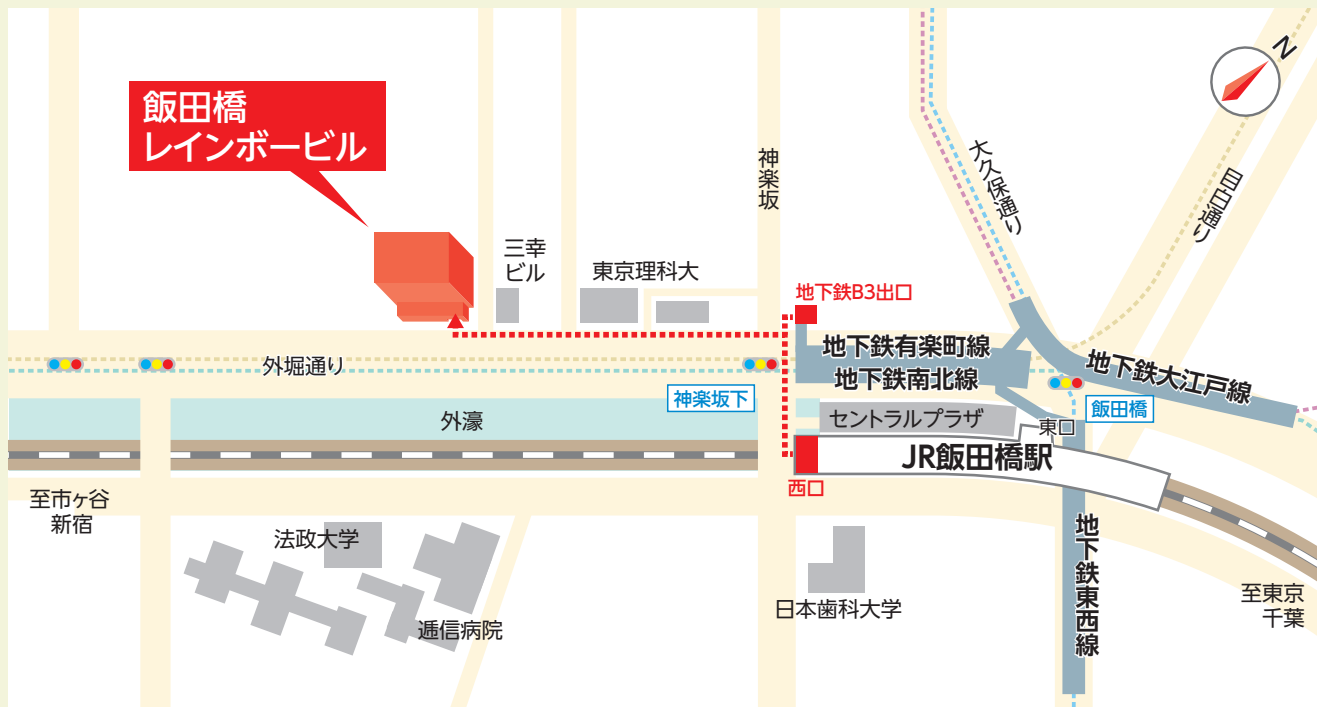 N
飯田橋
レインボービル
神楽坂
大久保通り
目白通り
三幸
ビル
東京理科大
地下鉄B3出口
地下鉄有楽町線
地下鉄南北線
地下鉄大江戸線
外堀通り
神楽坂下
飯田橋
外濠
セントラルプラザ
東口
JR飯田橋駅
西口
至市ヶ谷
新宿
法政大学
逓信病院
日本歯科大学
地下鉄東西線
至東京
千葉